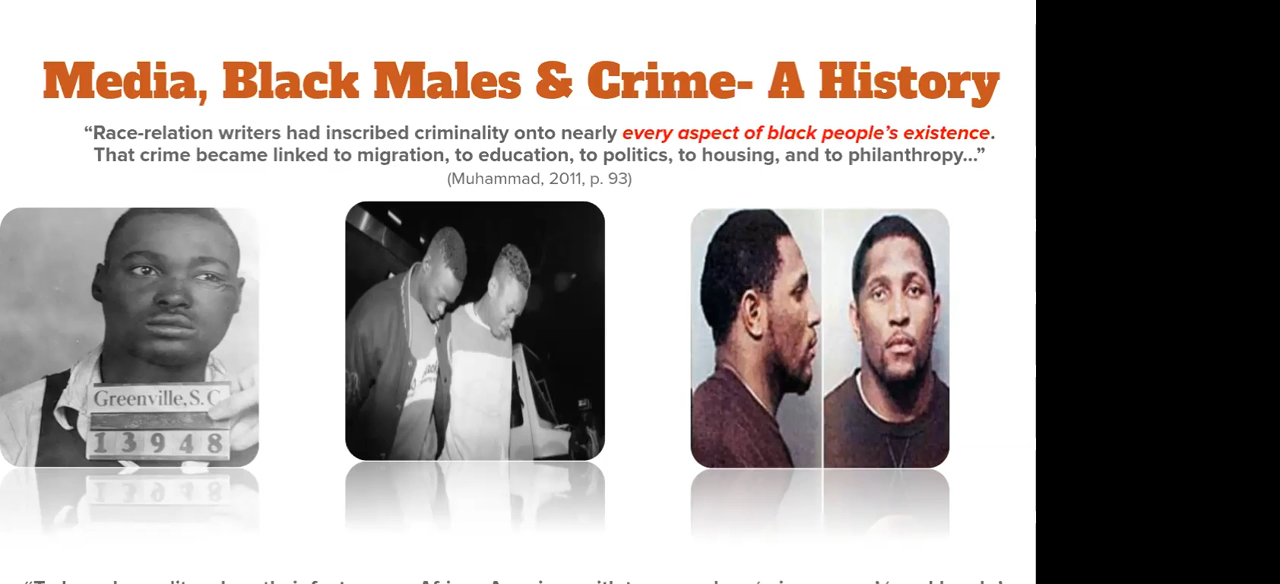 Media, Black Males & Crime- A History
“Race-relation writers had inscribed criminality onto nearly every aspect of black people’s existence.
That crime became linked to migration, to education, to politics, to housing, and to philanthropy...”
(Muhammad, 2011, p. 93)
Greenville, S. C
13948